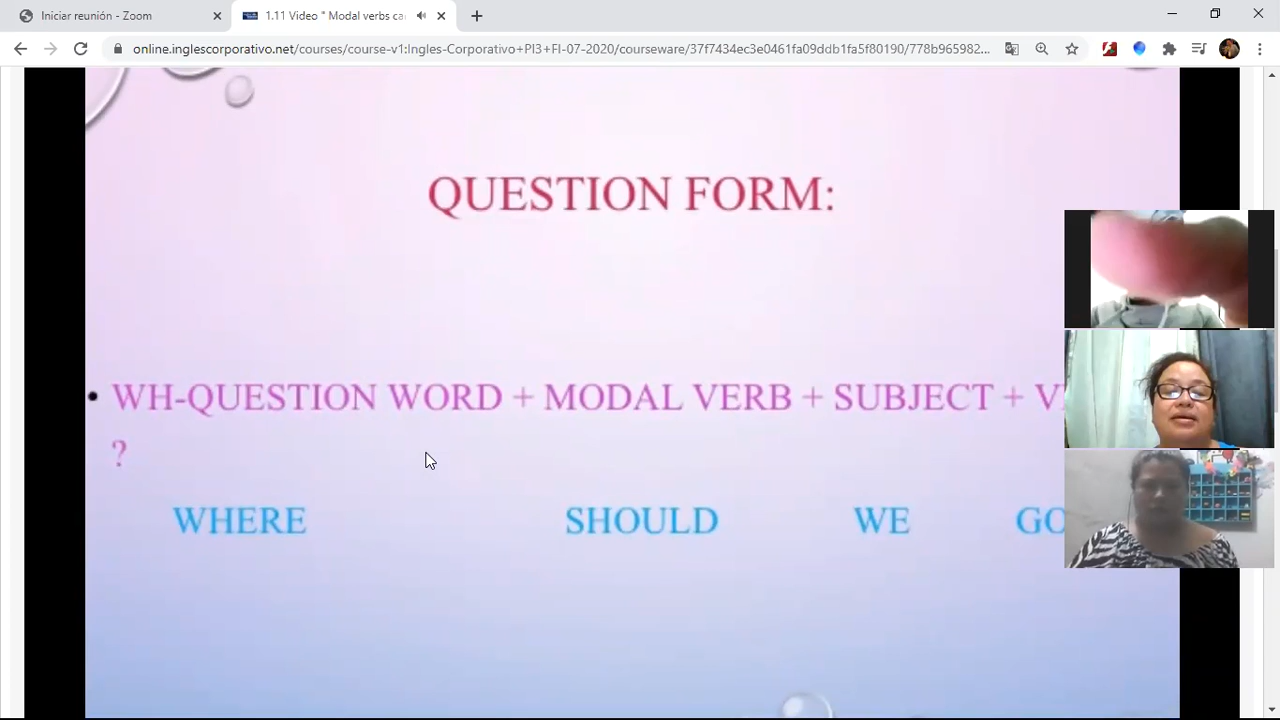 Iniciar reunión - Zoom
1.11 Video " Modal verbs ca
online.inglescorporativo.net/courses/course-v1:Ingles-Corporativo+PI3+FI-07-2020/courseware/37f7434ec3e0461fa09ddb1fa5f80190/778b965982...
QUESTION FORM:
• WH-QUESTION WORD + MODAL VERB + SUBJECT +
?
WHERE SHOULD WE GO